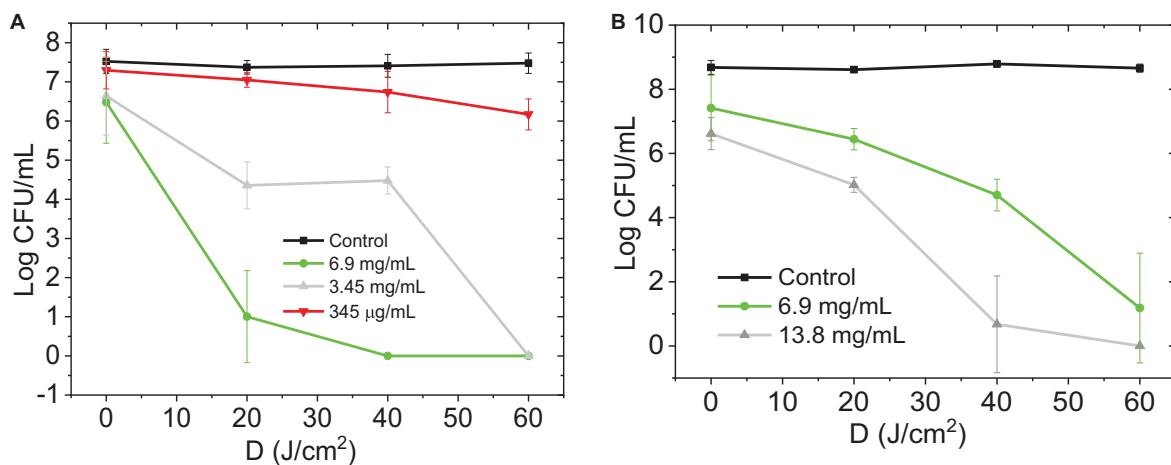 A
Log CFU/mL
8
7
6
5
4
3
2
1
0
-1
Control
6.9 mg/mL
3.45 mg/mL
345 μg/mL
0 10 20 30 40 50 60
D (J/cm²)
B
Log CFU/mL
10
8
6
4
2
0
Control
6.9 mg/mL
13.8 mg/mL
0 10 20 30 40 50 60
D (J/cm²)